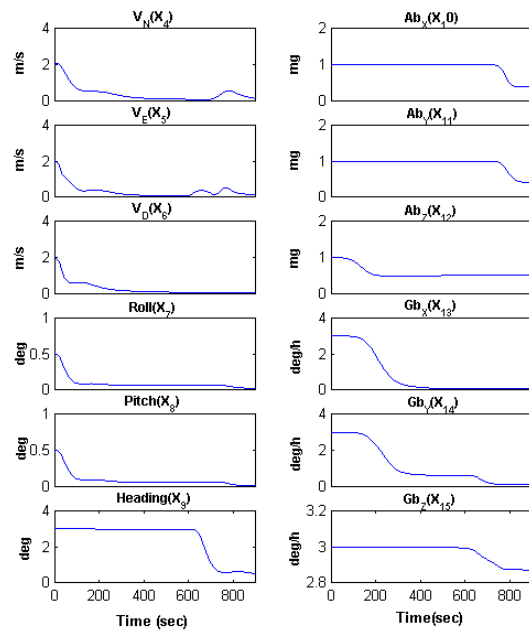 V_N(X_4)
4
2
0
m/s
V_E(X_5)
4
2
0
m/s
V_D(X_6)
4
2
0
m/s
Roll(X_7)
1
0.5
0
deg
Pitch(X_8)
1
0.5
0
deg
Heading(X_9)
4
2
0
deg
0 200 400 600 800
Time (sec)
Ab_X(X_10)
2
1
0
mg
Ab_Y(X_11)
2
1
0
mg
Ab_Z(X_12)
2
1
0
mg
Gb_X(X_13)
4
2
0
deg/h
Gb_Y(X_14)
4
2
0
deg/h
Gb_Z(X_15)
3.2
3
2.8
deg/h
0 200 400 600 800
Time(sec)